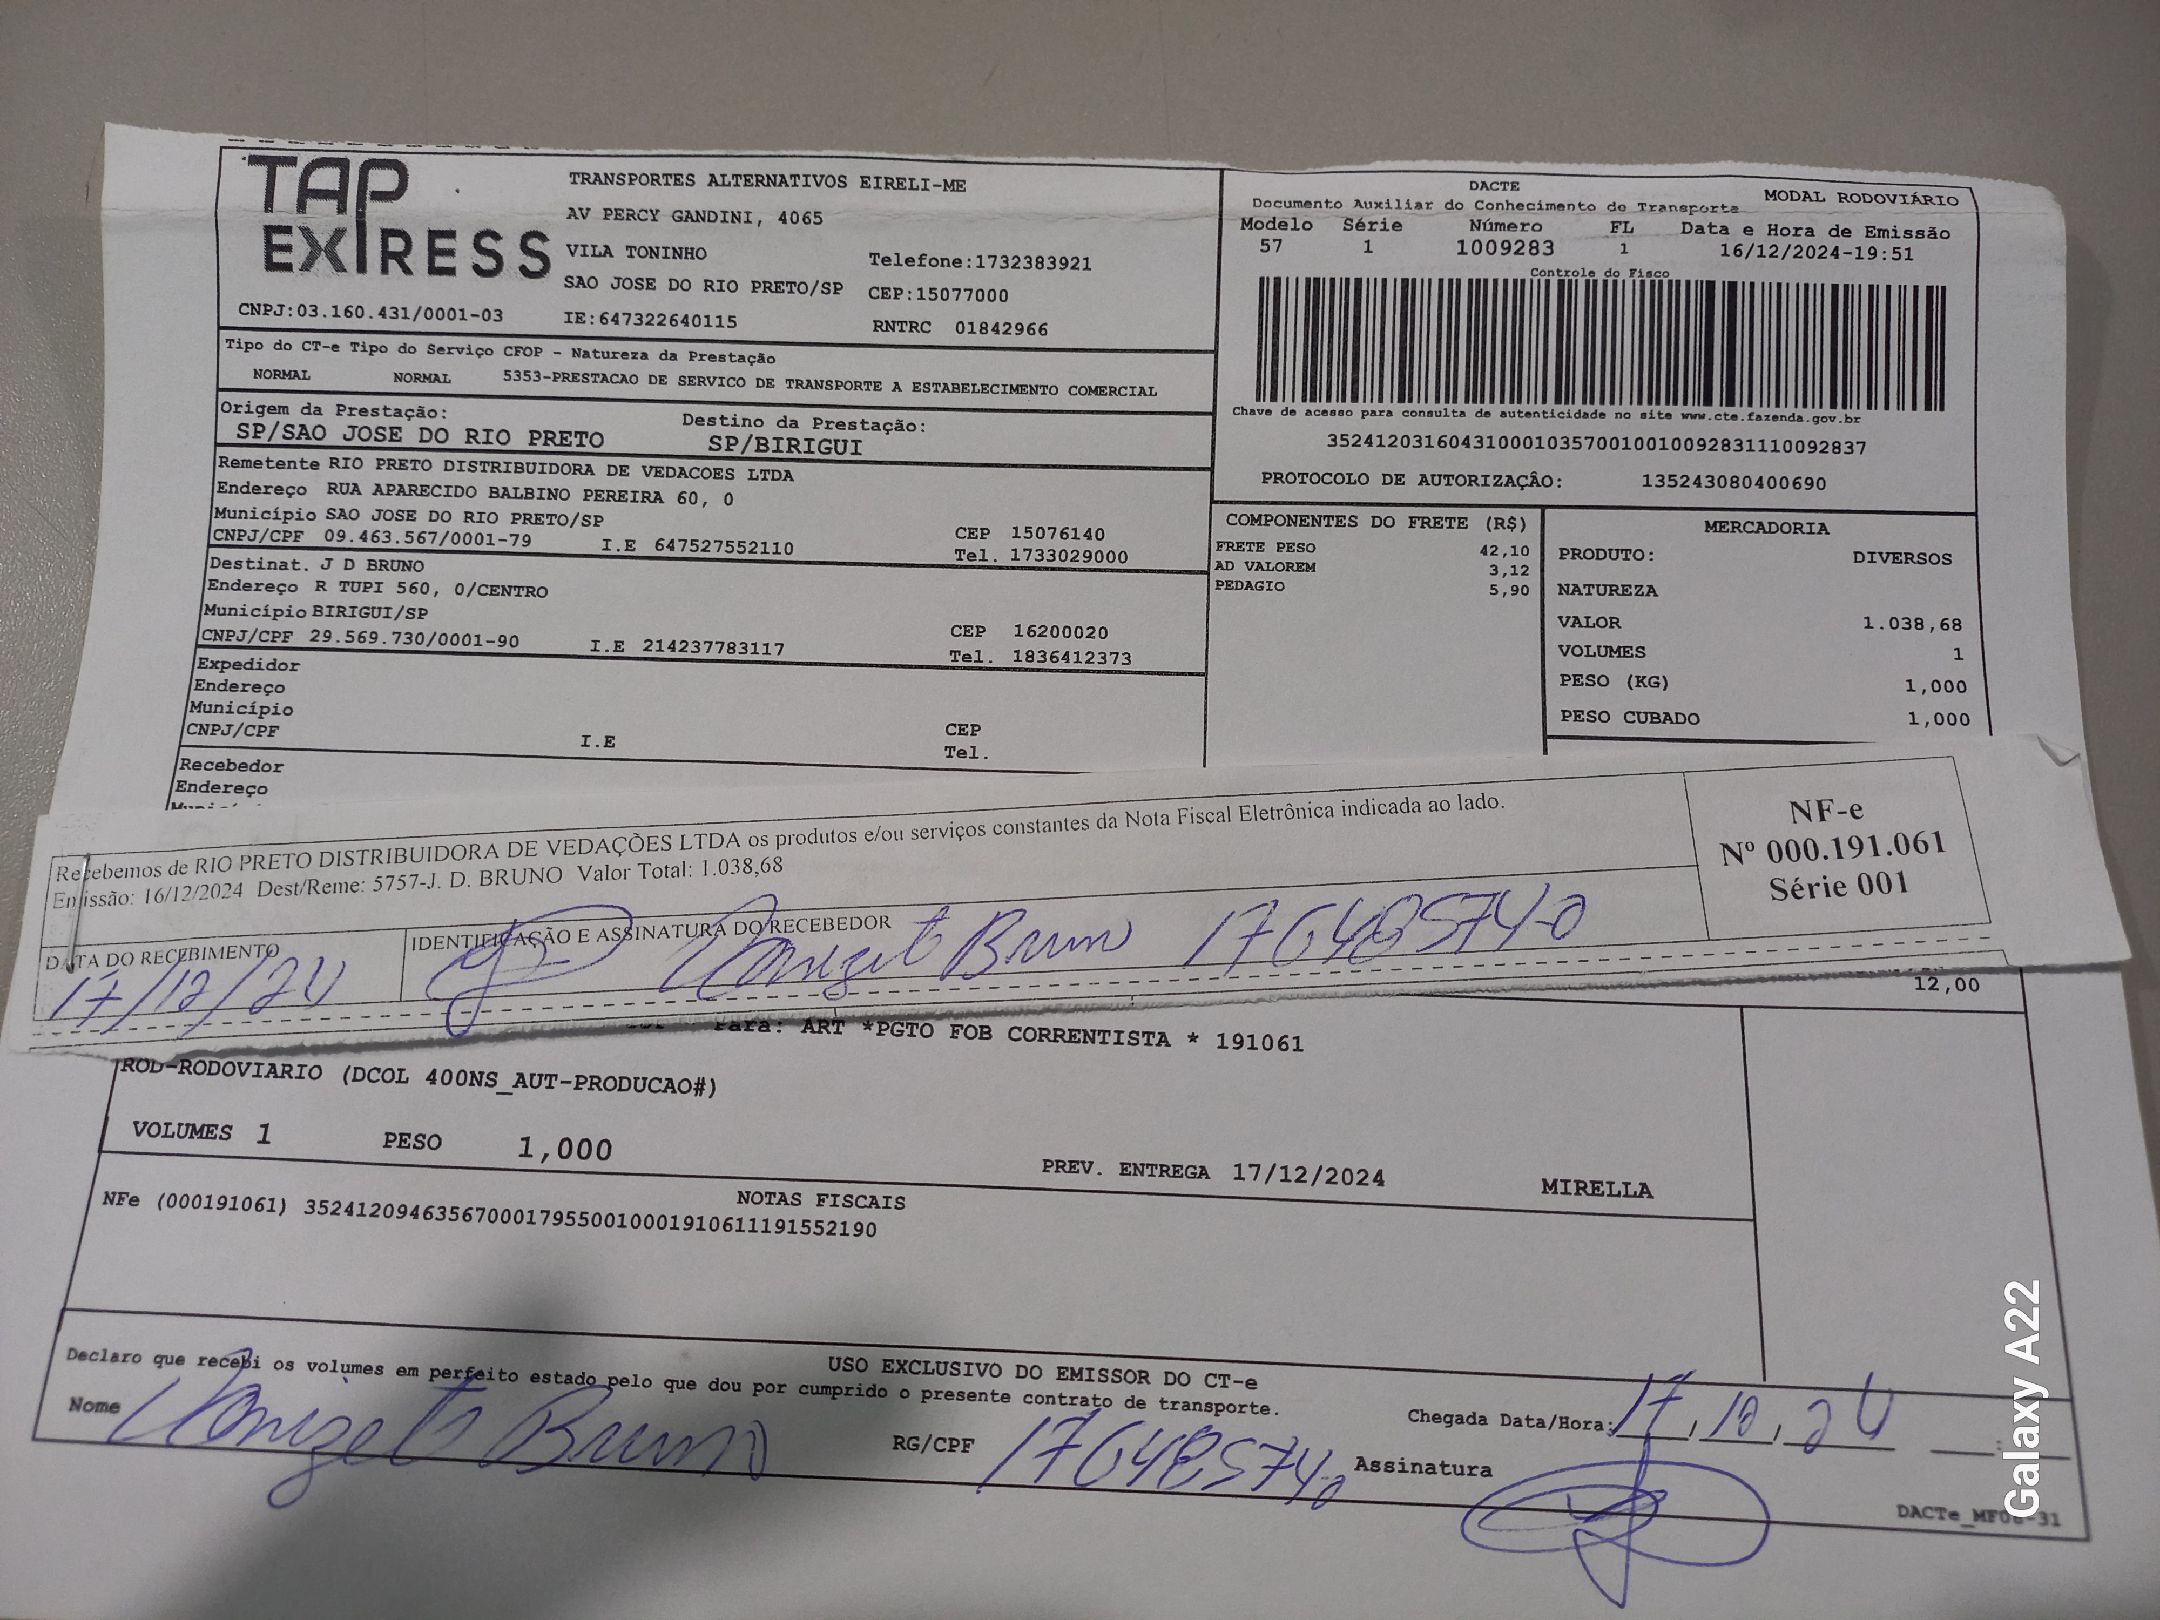 TAP EXPRESS
TRANSPORTES ALTERNATIVOS EIRELI-ME
AV PERCY GANDINI, 4065
VILA TONINHO Telefone:1732383921
SAO JOSE DO RIO PRETO/SP CEP:15077000
CNPJ:03.160.431/0001-03 IE:647322640115 RNTRC 01842966
DACTE MODAL RODOVIÁRIO
Documento Auxiliar do Conhecimento de Transporte
Modelo Série Número FL Data e Hora de Emissão
57 1 1009283 1 16/12/2024-19:51
Controle do Fisco
Chave de acesso para consulta de autenticidade no site www.cte.fazenda.gov.br
35241203160431000103570010010092831110092837
PROTOCOLO DE AUTORIZAÇÂO: 135243080400690
Tipo do CT-e Tipo do Serviço CFOP - Natureza da Prestação
NORMAL NORMAL 5353-PRESTACAO DE SERVICO DE TRANSPORTE A ESTABELECIMENTO COMERCIAL
Origem da Prestação: Destino da Prestação:
SP/SAO JOSE DO RIO PRETO SP/BIRIGUI
Remetente RIO PRETO DISTRIBUIDORA DE VEDACOES LTDA
Endereço RUA APARECIDO BALBINO PEREIRA 60, 0
Município SAO JOSE DO RIO PRETO/SP CEP 15076140
CNPJ/CPF 09.463.567/0001-79 I.E 647527552110 Tel. 1733029000
Destinat. J D BRUNO
Endereço R TUPI 560, 0/CENTRO
Município BIRIGUI/SP CEP 16200020
CNPJ/CPF 29.569.730/0001-90 I.E 214237783117 Tel. 1836412373
Expedidor
Endereço
Município CEP
CNPJ/CPF I.E Tel.
Recebedor
Endereço
COMPONENTES DO FRETE (R$)
FRETE PESO 42,10
AD VALOREM 3,12
PEDAGIO 5,90
MERCADORIA
PRODUTO: DIVERSOS
NATUREZA
VALOR 1.038,68
VOLUMES 1
PESO (KG) 1,000
PESO CUBADO 1,000
Recebemos de RIO PRETO DISTRIBUIDORA DE VEDAÇÕES LTDA os produtos e/ou serviços constantes da Nota Fiscal Eletrônica indicada ao lado.
Emissão: 16/12/2024 Dest/Reme: 5757-J. D. BRUNO Valor Total: 1.038,68
NF-e
Nº 000.191.061
Série 001
DATA DO RECEBIMENTO IDENTIFICAÇÃO E ASSINATURA DO RECEBEDOR
17/12/24 Donizeti Bruno 17648574-0
12,00
Para: ART *PGTO FOB CORRENTISTA * 191061
ROD-RODOVIARIO (DCOL 400NS_AUT-PRODUCAO#)
VOLUMES 1 PESO 1,000 PREV. ENTREGA 17/12/2024 MIRELLA
NOTAS FISCAIS
NFe (000191061) 35241209463567000179550010001910611191552190
USO EXCLUSIVO DO EMISSOR DO CT-e
Declaro que recebi os volumes em perfeito estado pelo que dou por cumprido o presente contrato de transporte.
Nome Donizeti Bruno RG/CPF 17648574-0 Assinatura Chegada Data/Hora: 17, 12, 24
DACTe_MF06-31
Galaxy A22